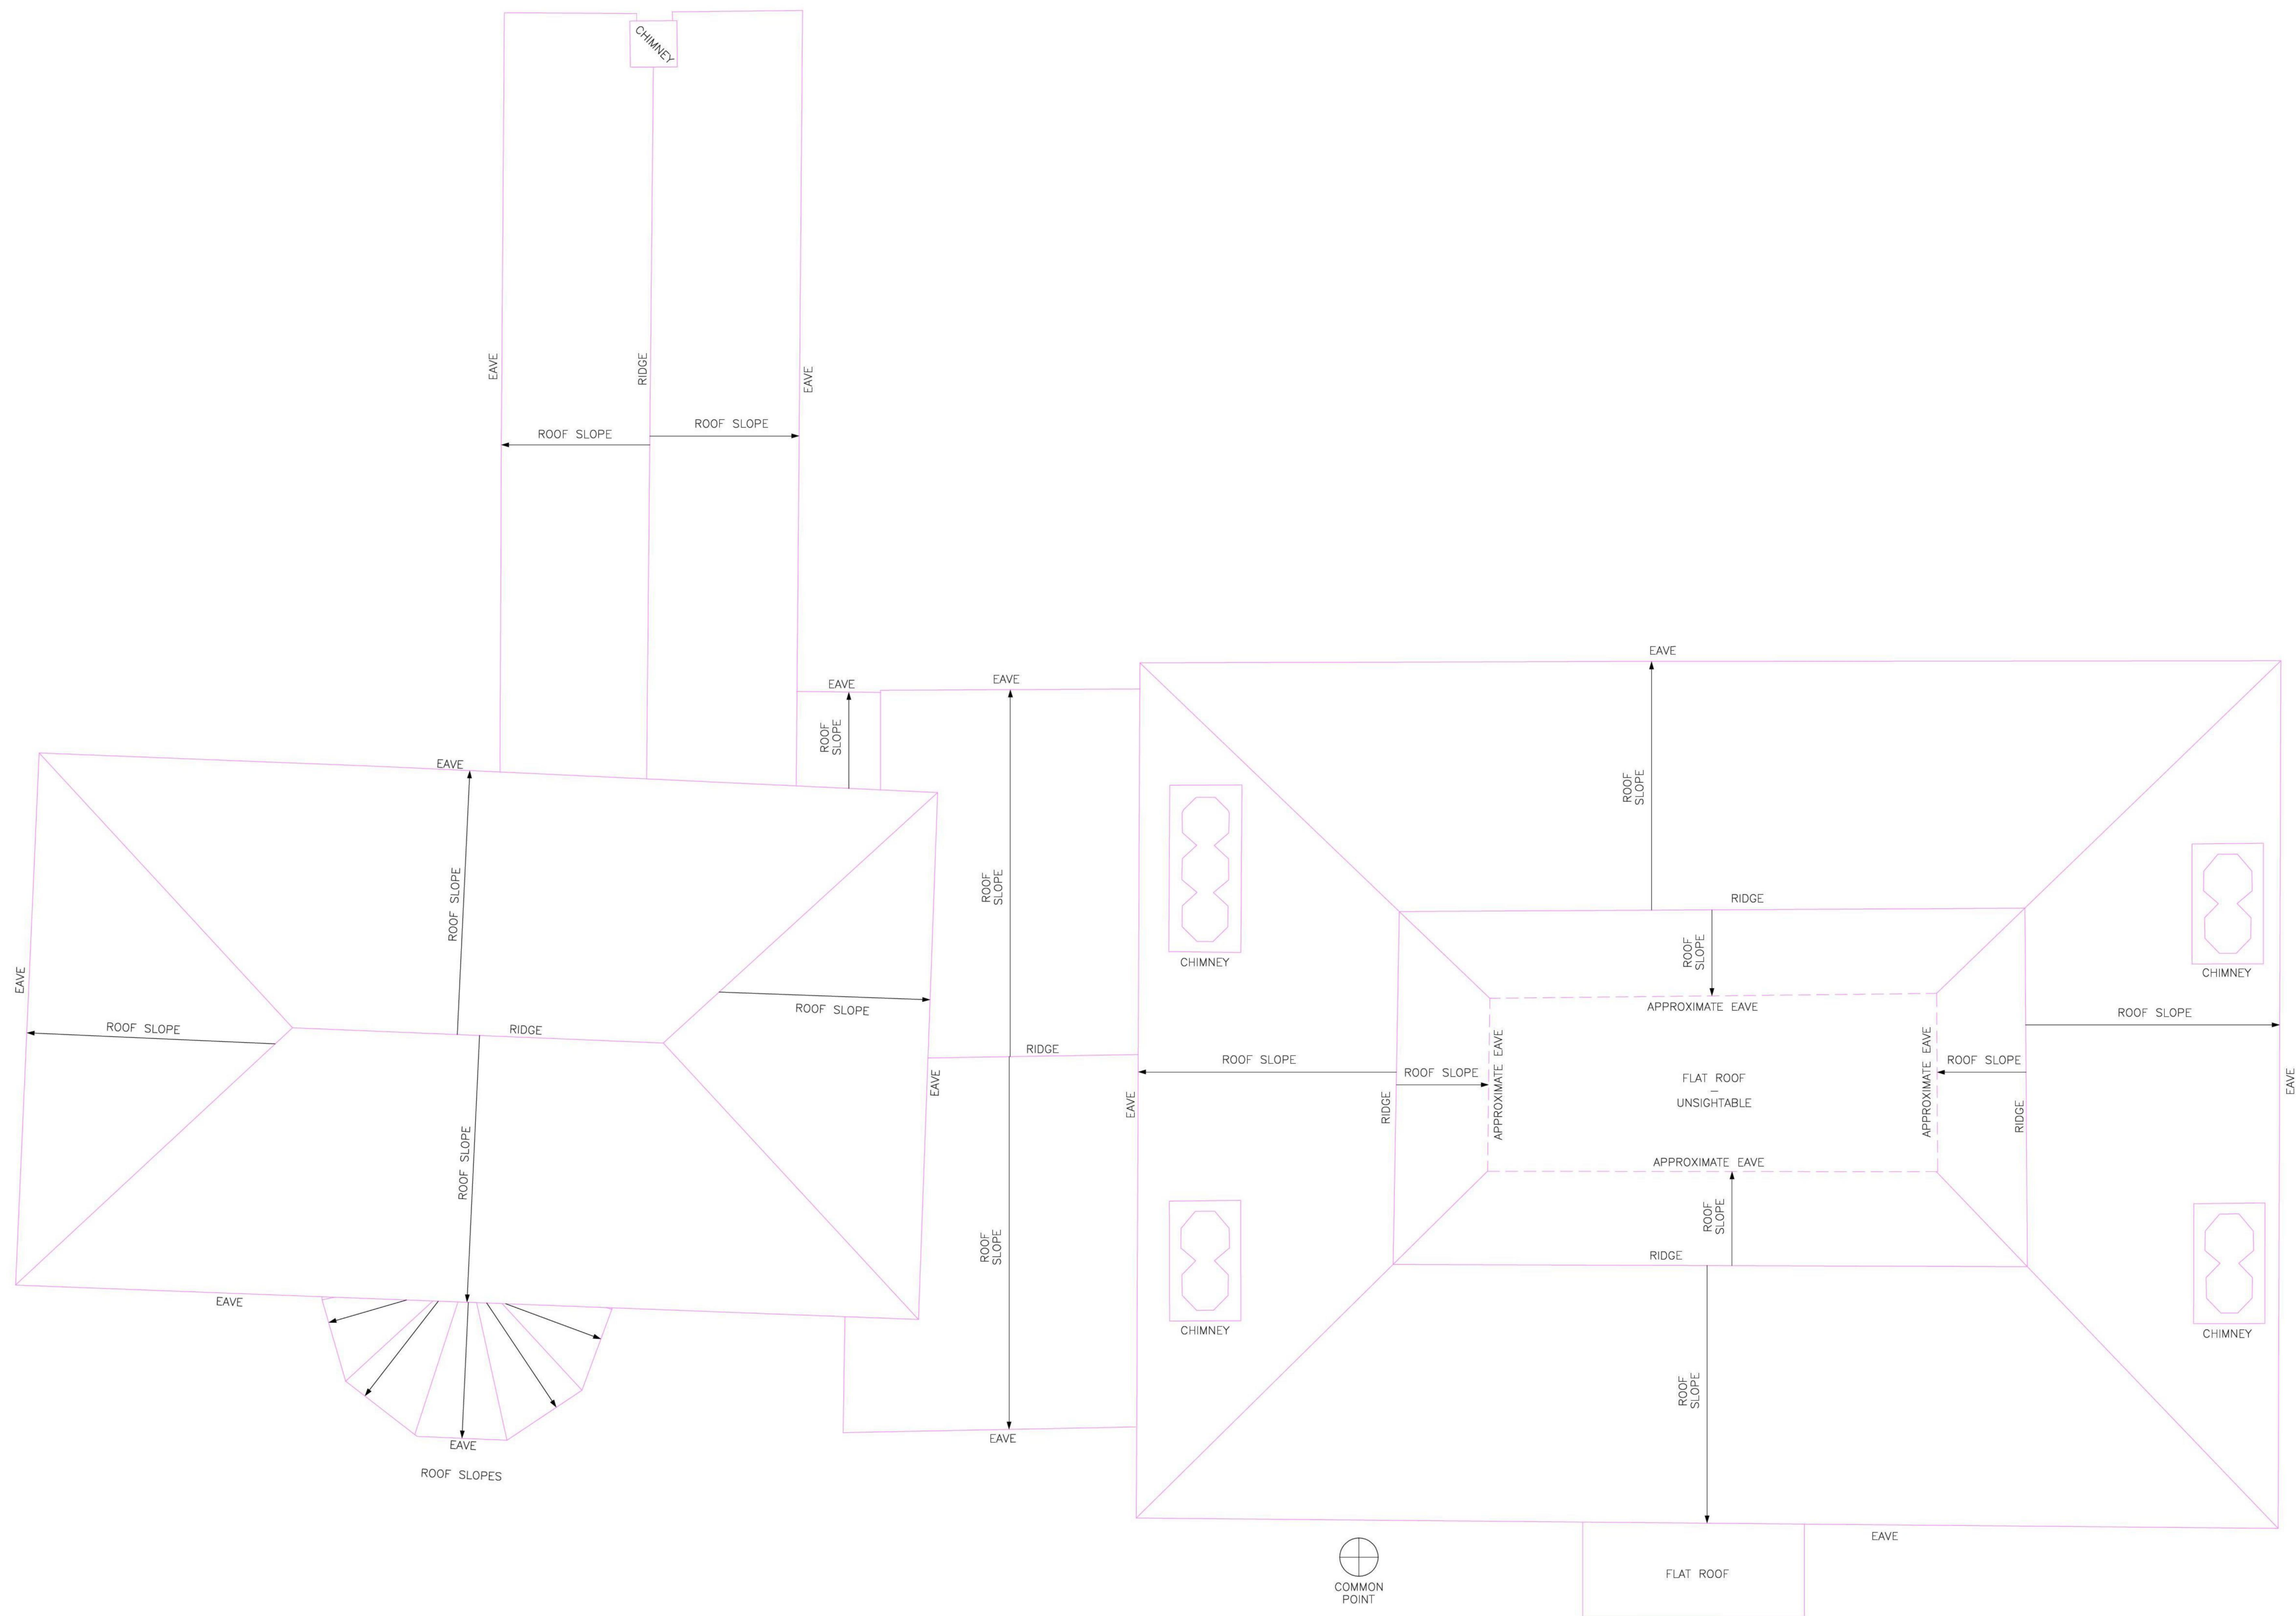 CHIMNEY
EAVE
RIDGE
EAVE
ROOF SLOPE
ROOF SLOPE
EAVE
EAVE
ROOF
SLOPE
EAVE
ROOF SLOPE
EAVE
ROOF SLOPE
RIDGE
ROOF SLOPE
ROOF SLOPE
EAVE
EAVE
EAVE
ROOF SLOPES
ROOF
SLOPE
RIDGE
ROOF
SLOPE
EAVE
EAVE
ROOF
SLOPE
CHIMNEY
CHIMNEY
RIDGE
ROOF
SLOPE
APPROXIMATE EAVE
ROOF SLOPE
EAVE
ROOF SLOPE
ROOF SLOPE
RIDGE
APPROXIMATE EAVE
FLAT ROOF
–
UNSIGHTABLE
APPROXIMATE EAVE
ROOF SLOPE
RIDGE
EAVE
APPROXIMATE EAVE
ROOF
SLOPE
RIDGE
CHIMNEY
CHIMNEY
ROOF
SLOPE
EAVE
COMMON
POINT
FLAT ROOF